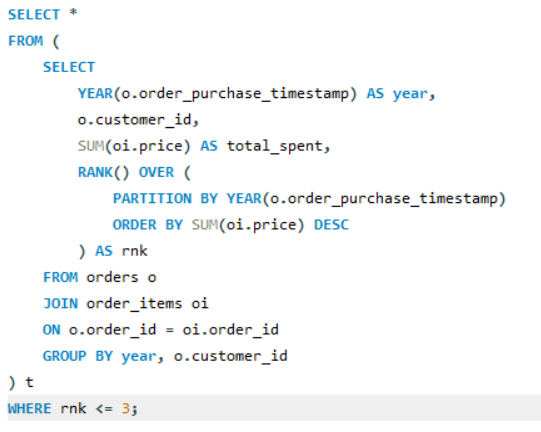 SELECT *
FROM (
    SELECT
        YEAR(o.order_purchase_timestamp) AS year,
        o.customer_id,
        SUM(oi.price) AS total_spent,
        RANK() OVER (
            PARTITION BY YEAR(o.order_purchase_timestamp)
            ORDER BY SUM(oi.price) DESC
        ) AS rnk
    FROM orders o
    JOIN order_items oi
    ON o.order_id = oi.order_id
    GROUP BY year, o.customer_id
) t
WHERE rnk <= 3;